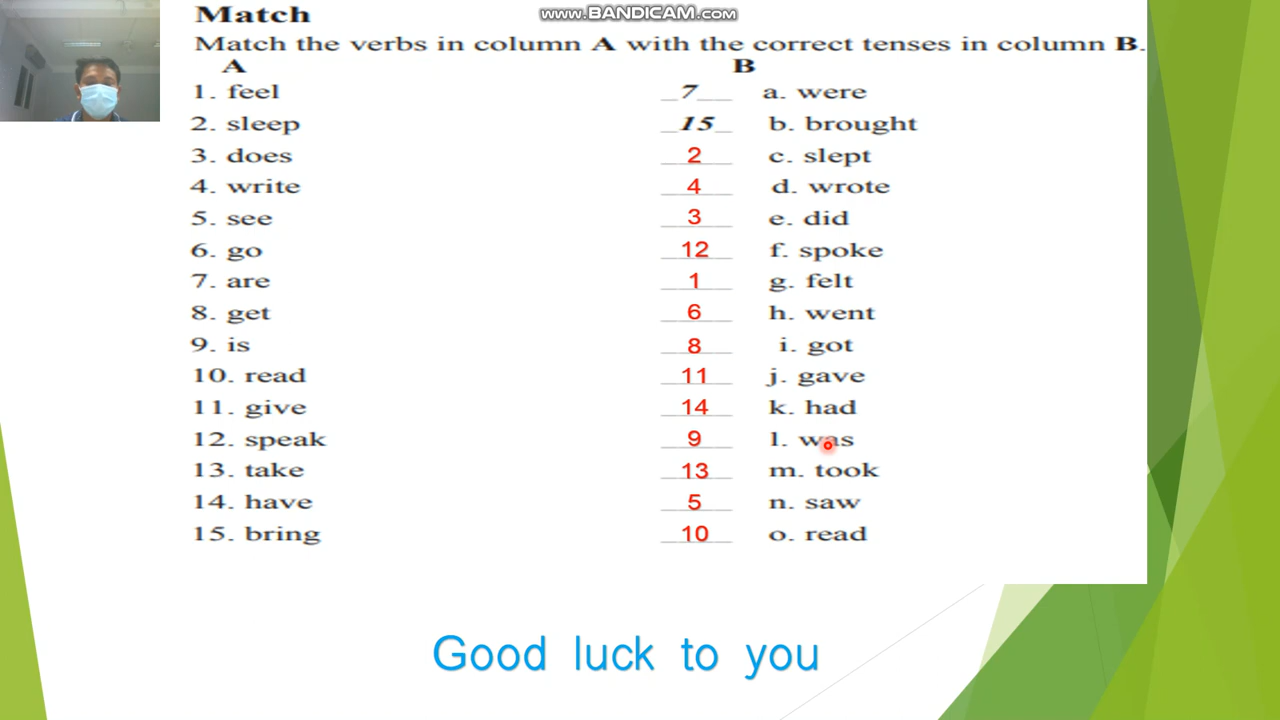 www.BANDICAM.com
Match
Match the verbs in column A with the correct tenses in column B.
A B
1. feel _7__ a. were
2. sleep _15_ b. brought
3. does 2 c. slept
4. write 4 d. wrote
5. see 3 e. did
6. go 12 f. spoke
7. are 1 g. felt
8. get 6 h. went
9. is 8 i. got
10. read 11 j. gave
11. give 14 k. had
12. speak 9 l. was
13. take 13 m. took
14. have 5 n. saw
15. bring 10 o. read
Good luck to you